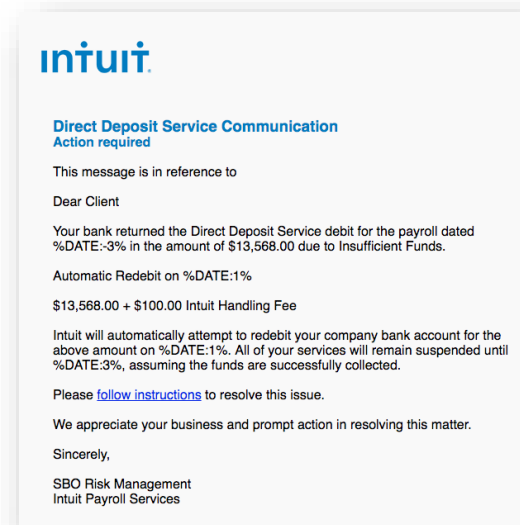 intuit.
Direct Deposit Service Communication
Action required
This message is in reference to
Dear Client
Your bank returned the Direct Deposit Service debit for the payroll dated
%DATE:-3% in the amount of $13,568.00 due to Insufficient Funds.
Automatic Redebit on %DATE:1%
$13,568.00 + $100.00 Intuit Handling Fee
Intuit will automatically attempt to redebit your company bank account for the
above amount on %DATE:1%. All of your services will remain suspended until
%DATE:3%, assuming the funds are successfully collected.
Please follow instructions to resolve this issue.
We appreciate your business and prompt action in resolving this matter.
Sincerely,
SBO Risk Management
Intuit Payroll Services